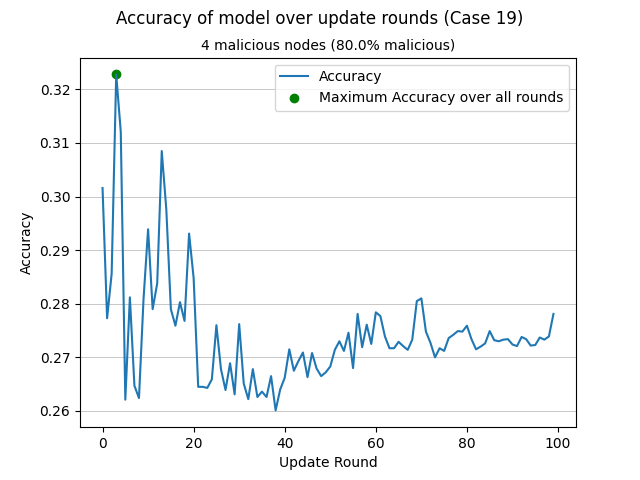 Accuracy of model over update rounds (Case 19)
4 malicious nodes (80.0% malicious)
Accuracy
Maximum Accuracy over all rounds
0.32
0.31
0.30
0.29
0.28
0.27
0.26
Accuracy
0
20
40
60
80
100
Update Round